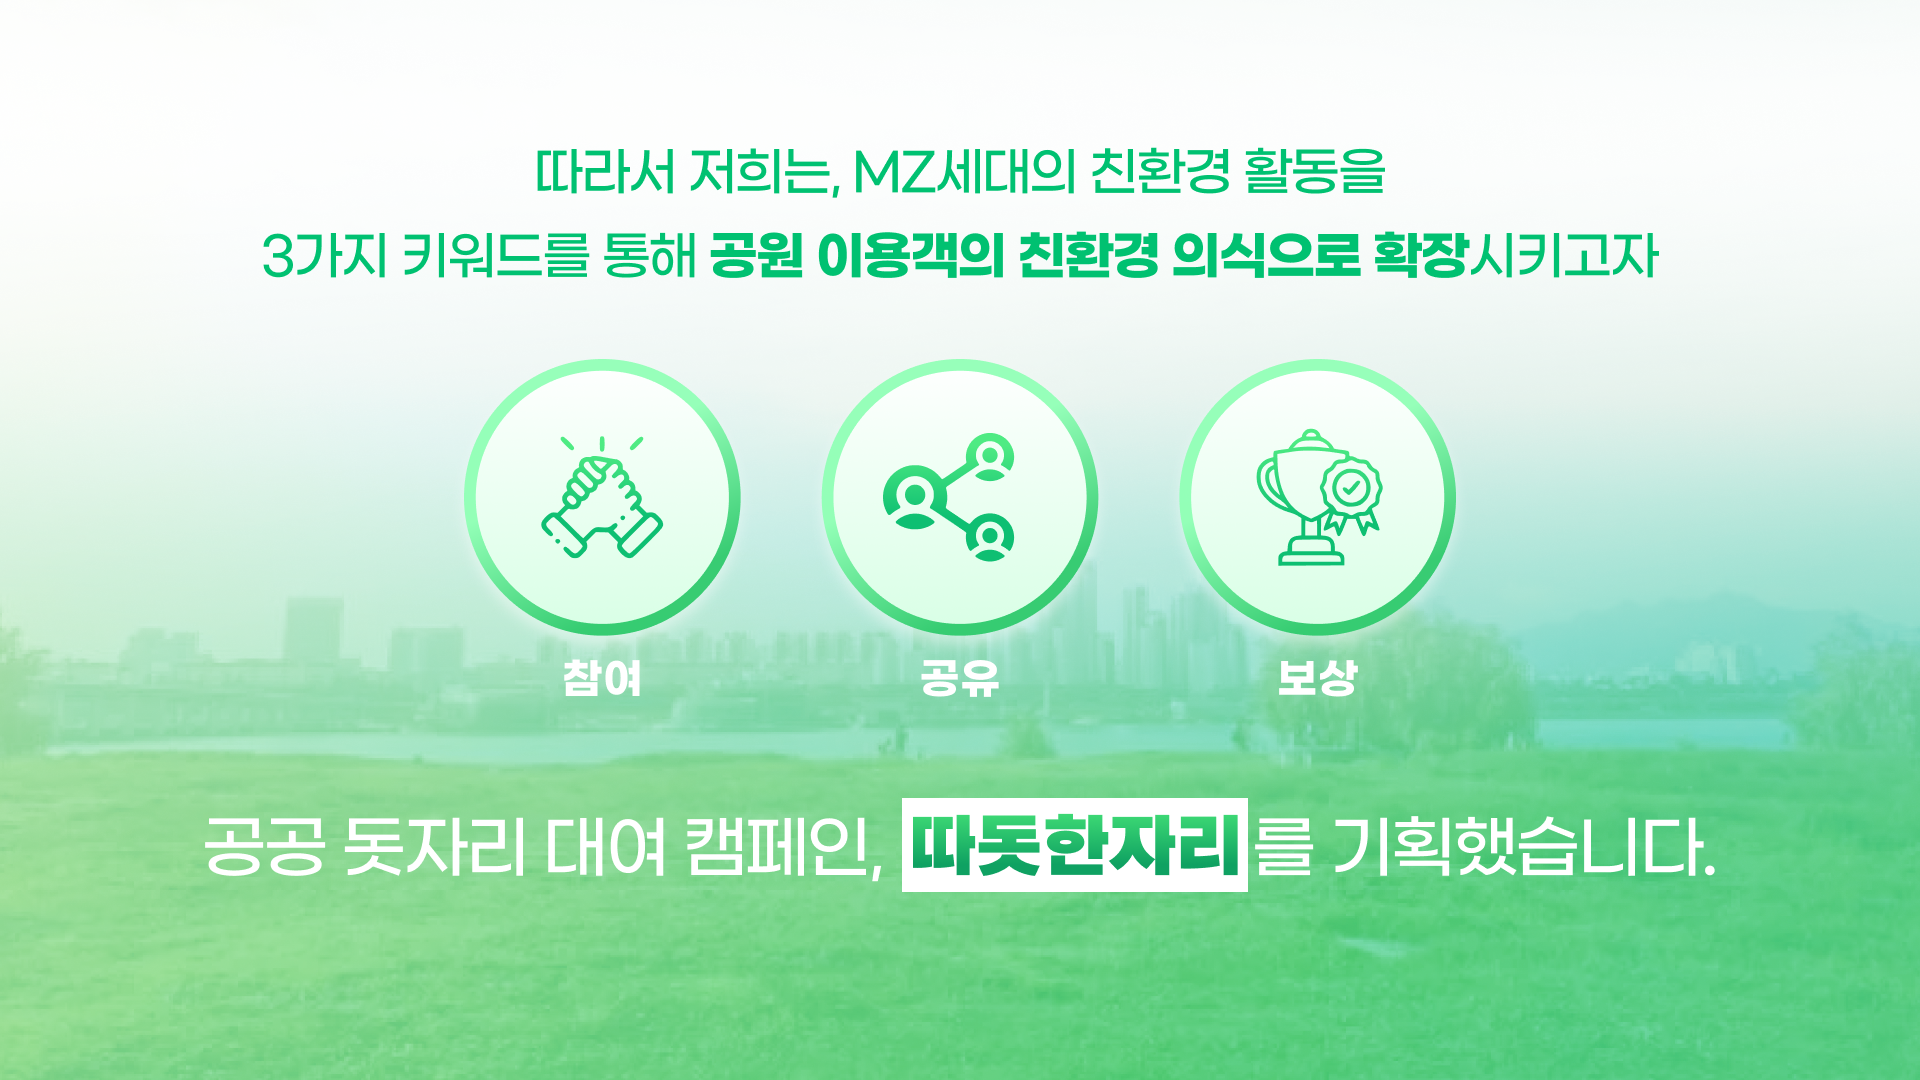 따라서 저희는, MZ세대의 친환경 활동을
3가지 키워드를 통해 공원 이용객의 친환경 의식으로 확장시키고자
참여
공유
보상
공공 돗자리 대여 캠페인, 따돗한자리를 기획했습니다.